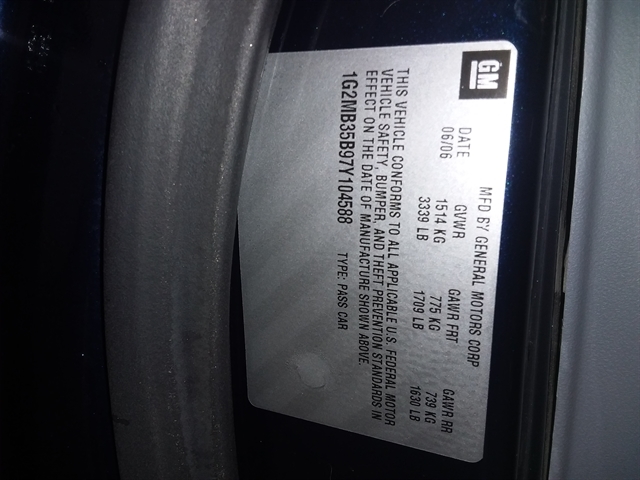 GM
MFD BY GENERAL MOTORS CORP
DATE GVWR GAWR FRT GAWR RR
06/06 1514 KG 775 KG 739 KG
3339 LB 1709 LB 1630 LB
THIS VEHICLE CONFORMS TO ALL APPLICABLE U.S. FEDERAL MOTOR
VEHICLE SAFETY, BUMPER, AND THEFT PREVENTION STANDARDS IN
EFFECT ON THE DATE OF MANUFACTURE SHOWN ABOVE.
1G2MB35B97Y104588 TYPE: PASS CAR